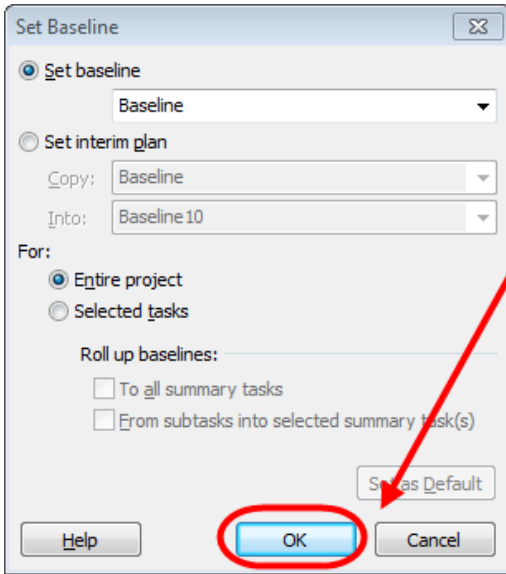 Set Baseline
Set baseline
Baseline
Set interim plan
Copy: Baseline
Into: Baseline10
For:
Entire project
Selected tasks
Roll up baselines:
To all summary tasks
From subtasks into selected summary task(s)
Set as Default
Help OK Cancel